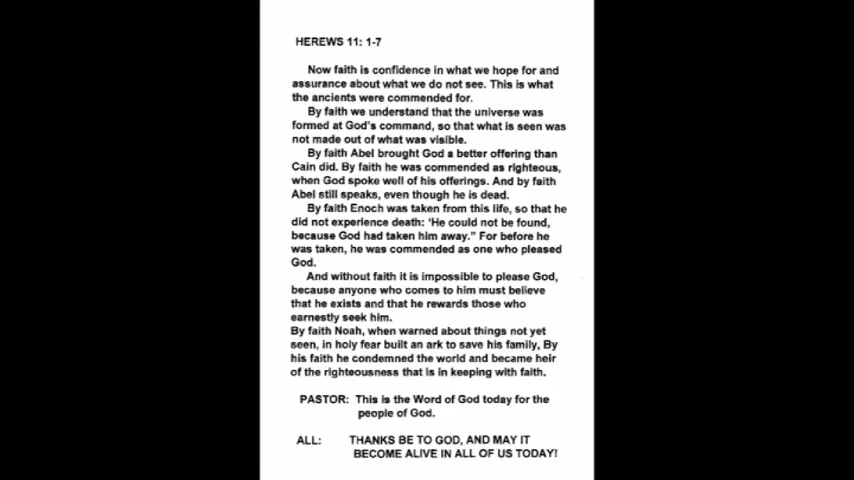 HEREWS 11: 1-7
Now faith is confidence in what we hope for and
assurance about what we do not see. This is what
the ancients were commended for.
By faith we understand that the universe was
formed at God's command, so that what is seen was
not made out of what was visible.
By faith Abel brought God a better offering than
Cain did. By faith he was commended as righteous,
when God spoke well of his offerings. And by faith
Abel still speaks, even though he is dead.
By faith Enoch was taken from this life, so that he
did not experience death: 'He could not be found,
because God had taken him away." For before he
was taken, he was commended as one who pleased
God.
And without faith it is impossible to please God,
because anyone who comes to him must believe
that he exists and that he rewards those who
earnestly seek him.
By faith Noah, when warned about things not yet
seen, in holy fear built an ark to save his family, By
his faith he condemned the world and became heir
of the righteousness that is in keeping with faith.
PASTOR: This is the Word of God today for the
people of God.
ALL: THANKS BE TO GOD, AND MAY IT
BECOME ALIVE IN ALL OF US TODAY!